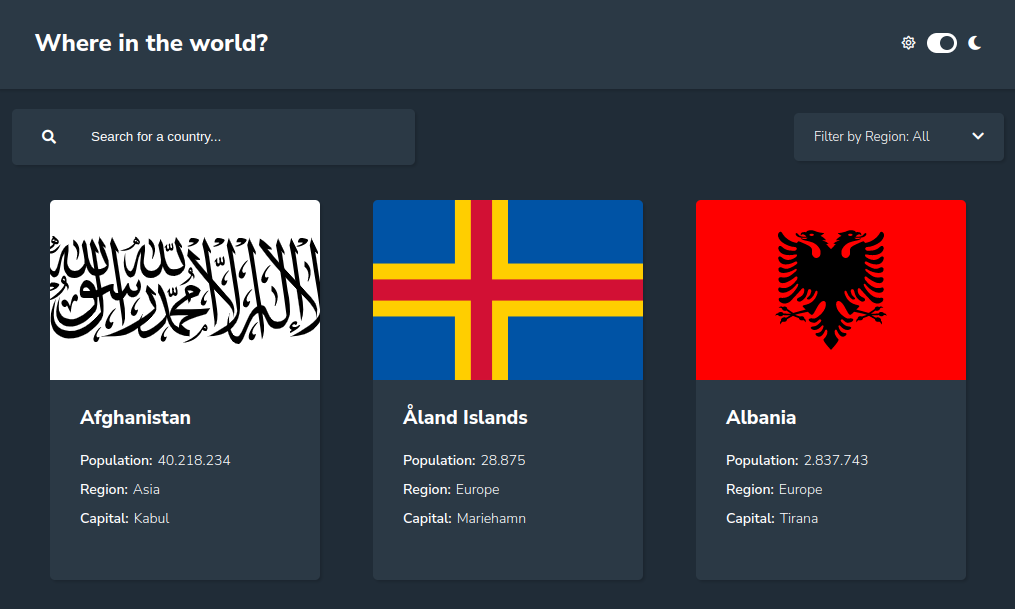 Where in the world?
Search for a country...
Filter by Region: All
لا إله إلا الله محمد رسول الله
Afghanistan
Population: 40.218.234
Region: Asia
Capital: Kabul
Åland Islands
Population: 28.875
Region: Europe
Capital: Mariehamn
Albania
Population: 2.837.743
Region: Europe
Capital: Tirana